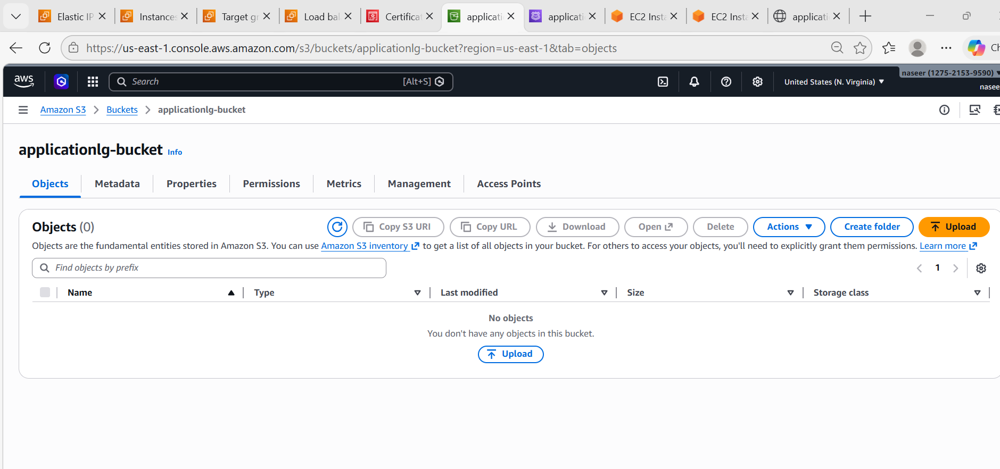 Elastic IP
Instances
Target gr
Load bal
Certificat
applicati
applicati
EC2 Insta
EC2 Insta
applicati
https://us-east-1.console.aws.amazon.com/s3/buckets/applicationlg-bucket?region=us-east-1&tab=objects
Ch
aws
Search
[Alt+S]
United States (N. Virginia)
naseer (1275-2153-9590)
nasee
Amazon S3
Buckets
applicationlg-bucket
applicationlg-bucket Info
Objects
Metadata
Properties
Permissions
Metrics
Management
Access Points
Objects (0)
Copy S3 URI
Copy URL
Download
Open
Delete
Actions
Create folder
Upload
Objects are the fundamental entities stored in Amazon S3. You can use Amazon S3 inventory to get a list of all objects in your bucket. For others to access your objects, you'll need to explicitly grant them permissions. Learn more
Find objects by prefix
1
Name
Type
Last modified
Size
Storage class
No objects
You don't have any objects in this bucket.
Upload